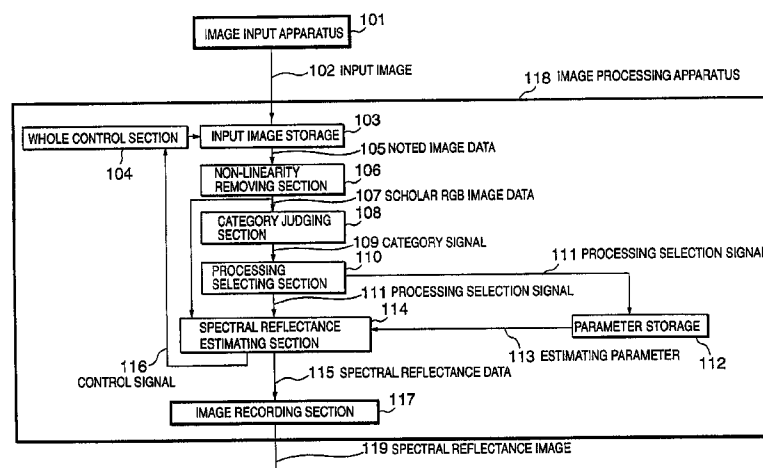 101
IMAGE INPUT APPARATUS
102 INPUT IMAGE
118 IMAGE PROCESSING APPARATUS
WHOLE CONTROL SECTION
104
INPUT IMAGE STORAGE
103
105 NOTED IMAGE DATA
NON-LINEARITY
REMOVING SECTION
106
107 SCHOLAR RGB IMAGE DATA
CATEGORY JUDGING
SECTION
108
109 CATEGORY SIGNAL
PROCESSING
SELECTING SECTION
110
111 PROCESSING SELECTION SIGNAL
111 PROCESSING SELECTION SIGNAL
SPECTRAL REFLECTANCE
ESTIMATING SECTION
114
PARAMETER STORAGE
112
113 ESTIMATING PARAMETER
116
CONTROL SIGNAL
115 SPECTRAL REFLECTANCE DATA
IMAGE RECORDING SECTION
117
119 SPECTRAL REFLECTANCE IMAGE